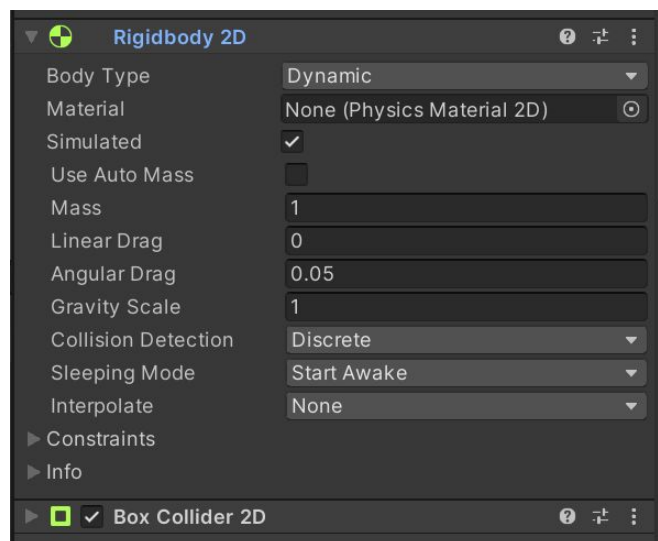 Rigidbody 2D
Body Type Dynamic
Material None (Physics Material 2D)
Simulated
Use Auto Mass
Mass 1
Linear Drag 0
Angular Drag 0.05
Gravity Scale 1
Collision Detection Discrete
Sleeping Mode Start Awake
Interpolate None
Constraints
Info
Box Collider 2D